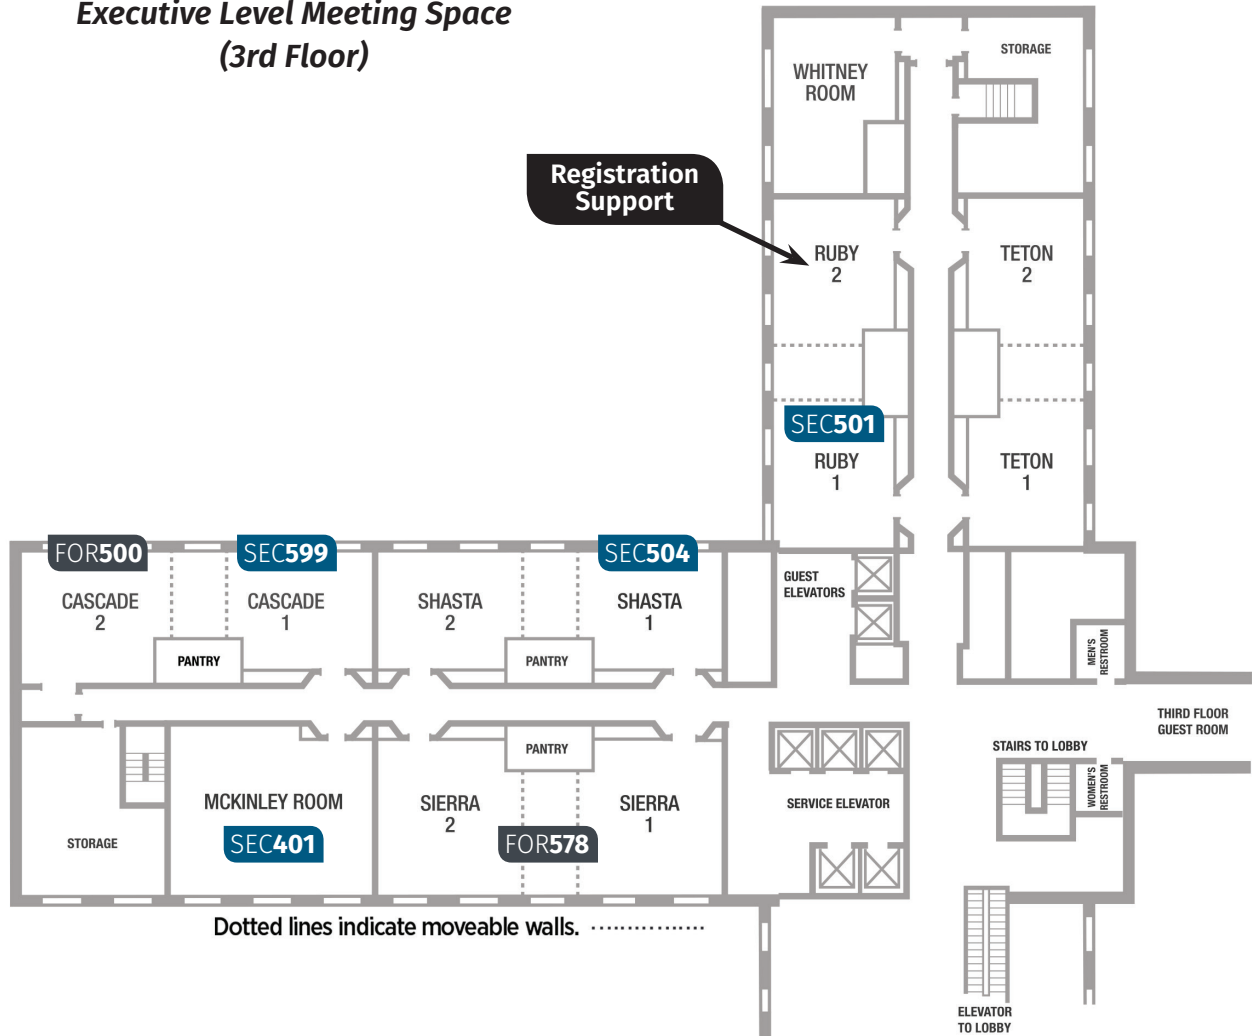 Executive Level Meeting Space
(3rd Floor)
WHITNEY
ROOM
STORAGE
Registration
Support
RUBY
2
TETON
2
SEC501
RUBY
1
TETON
1
FOR500
SEC599
SEC504
CASCADE
2
CASCADE
1
SHASTA
2
SHASTA
1
GUEST
ELEVATORS
PANTRY
PANTRY
MEN'S
RESTROOM
THIRD FLOOR
GUEST ROOM
PANTRY
STAIRS TO LOBBY
WOMEN'S
RESTROOM
MCKINLEY ROOM
SIERRA
2
SIERRA
1
SERVICE ELEVATOR
STORAGE
SEC401
FOR578
Dotted lines indicate moveable walls.
ELEVATOR
TO LOBBY